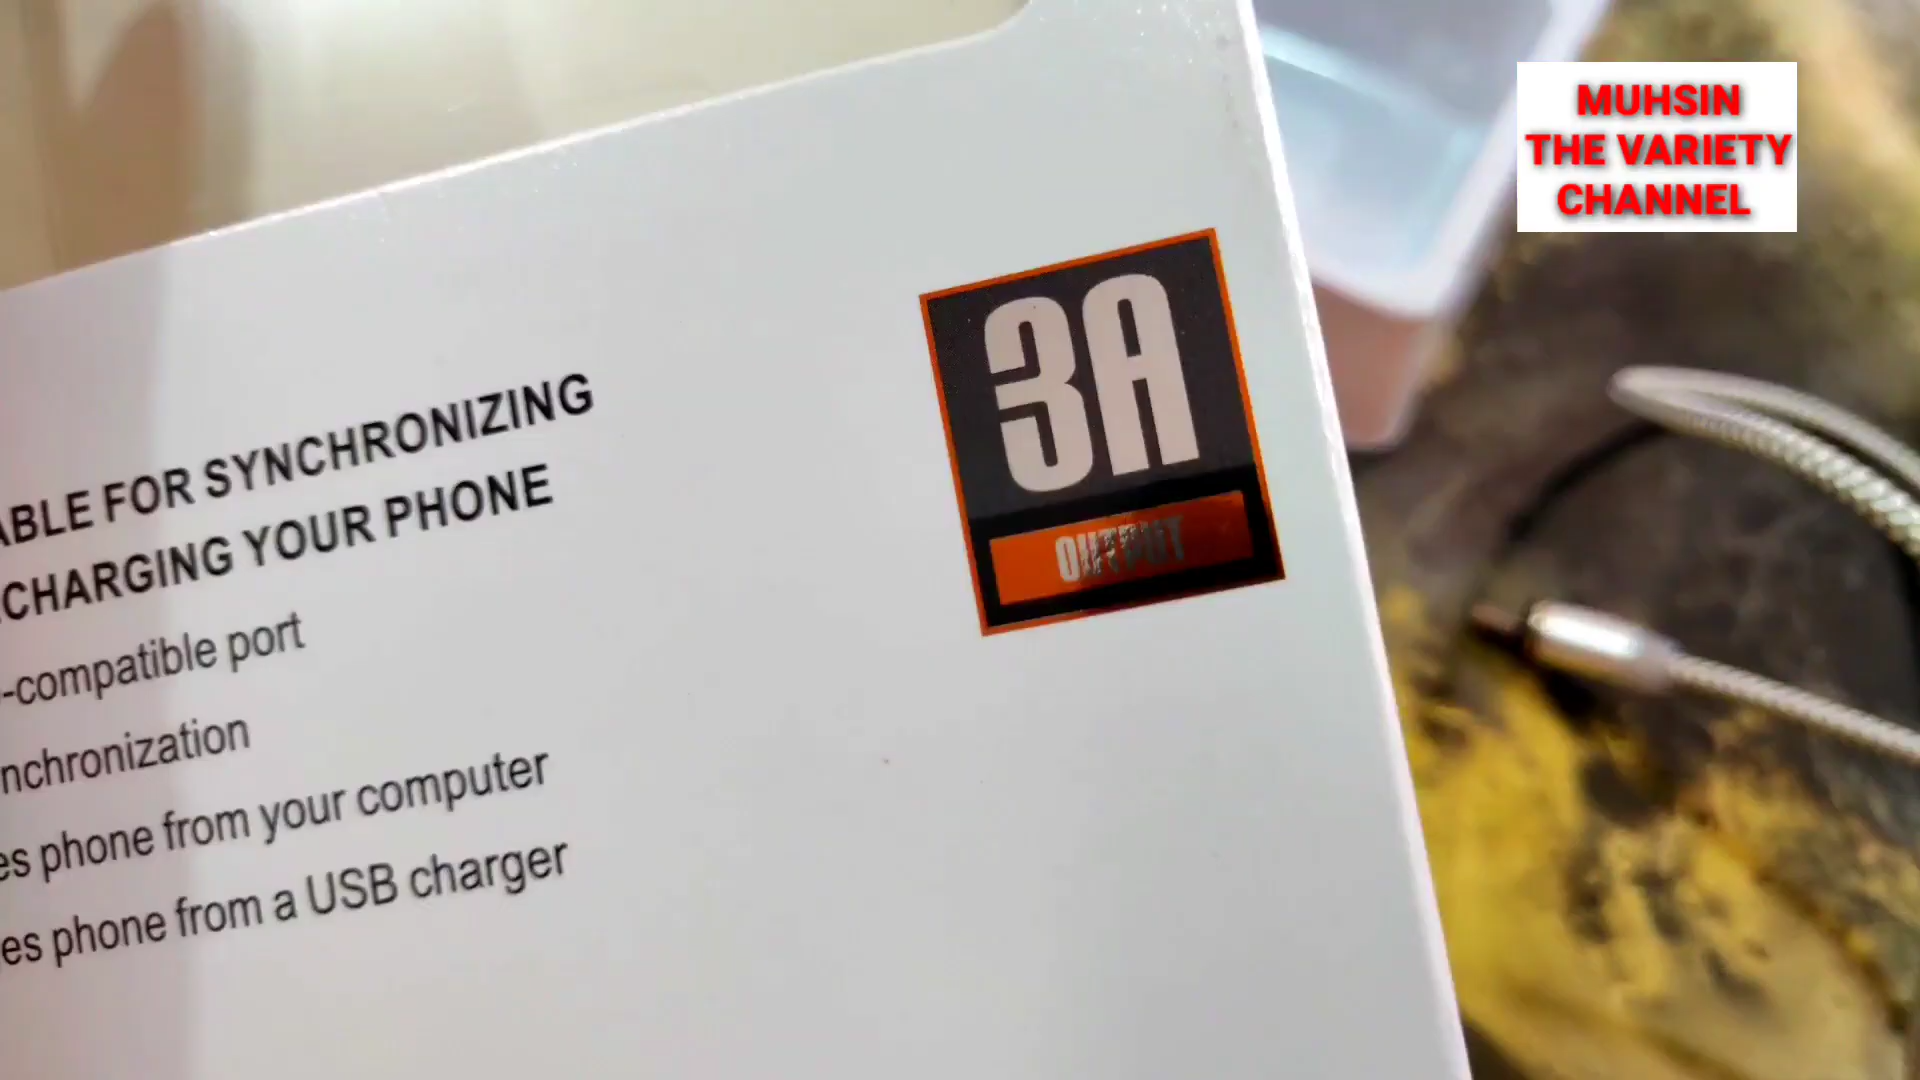 MUHSIN
THE VARIETY
CHANNEL
3A
OUTPUT
ABLE FOR SYNCHRONIZING
CHARGING YOUR PHONE
-compatible port
nchronization
es phone from your computer
es phone from a USB charger